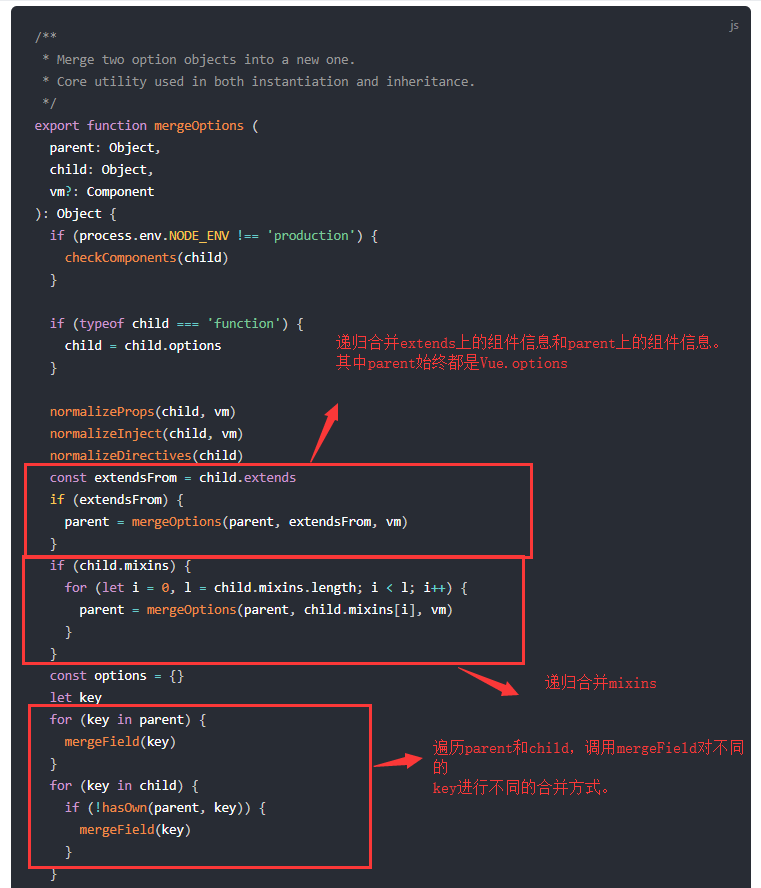 js
/**
 * Merge two option objects into a new one.
 * Core utility used in both instantiation and inheritance.
 */
export function mergeOptions (
  parent: Object,
  child: Object,
  vm?: Component
): Object {
  if (process.env.NODE_ENV !== 'production') {
    checkComponents(child)
  }
  if (typeof child === 'function') {
    child = child.options
  }
递归合并extends上的组件信息和parent上的组件信息。
其中parent始终都是Vue.options
  normalizeProps(child, vm)
  normalizeInject(child, vm)
  normalizeDirectives(child)
  const extendsFrom = child.extends
  if (extendsFrom) {
    parent = mergeOptions(parent, extendsFrom, vm)
  }
  if (child.mixins) {
    for (let i = 0, l = child.mixins.length; i < l; i++) {
      parent = mergeOptions(parent, child.mixins[i], vm)
    }
  }
  const options = {}
递归合并mixins
  let key
  for (key in parent) {
    mergeField(key)
  }
  for (key in child) {
    if (!hasOwn(parent, key)) {
      mergeField(key)
    }
  }
遍历parent和child，调用mergeField对不同
的
key进行不同的合并方式。